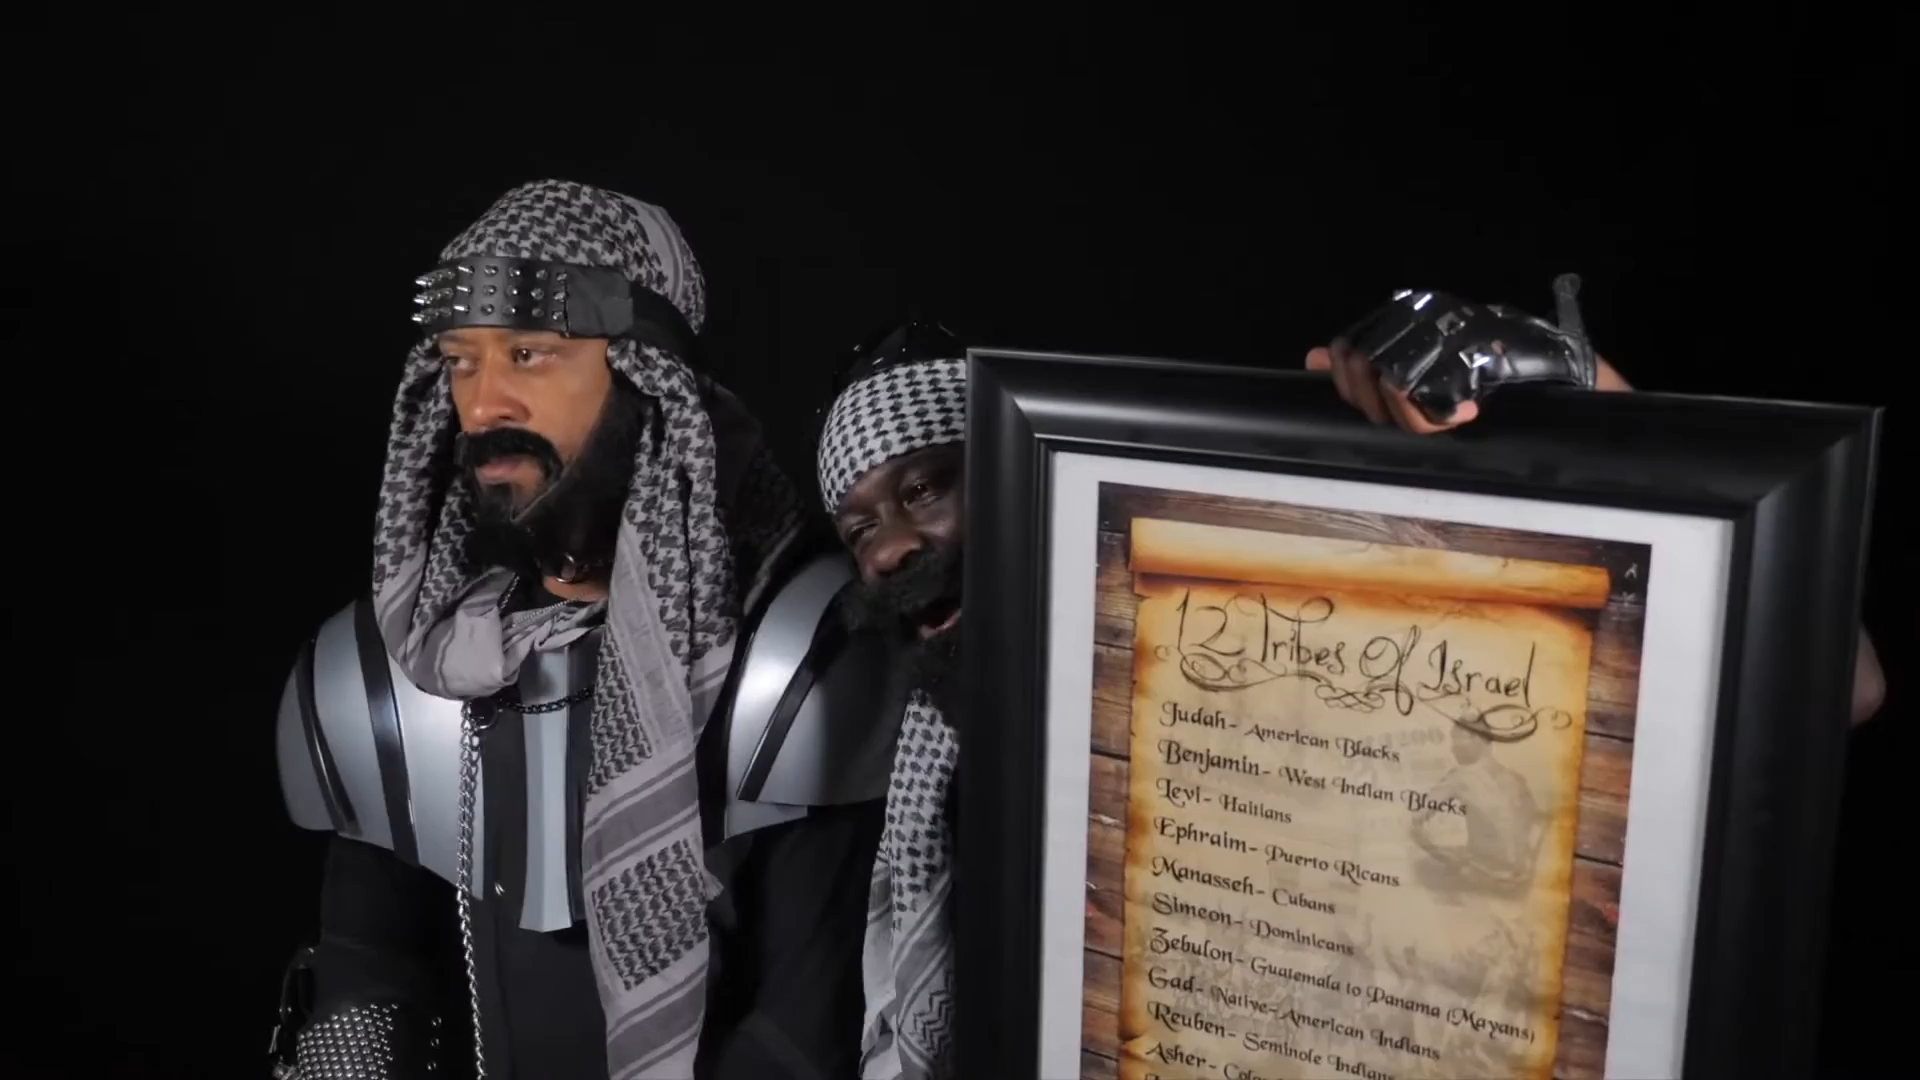 12 Tribes Of Israel
Judah- American Blacks
Benjamin- West Indian Blacks
Levi- Haitians
Ephraim- Puerto Ricans
Manasseh- Cubans
Simeon- Dominicans
Zebulon- Guatemala to Panama (Mayans)
Gad- Native-American Indians
Reuben- Seminole Indians
Asher-